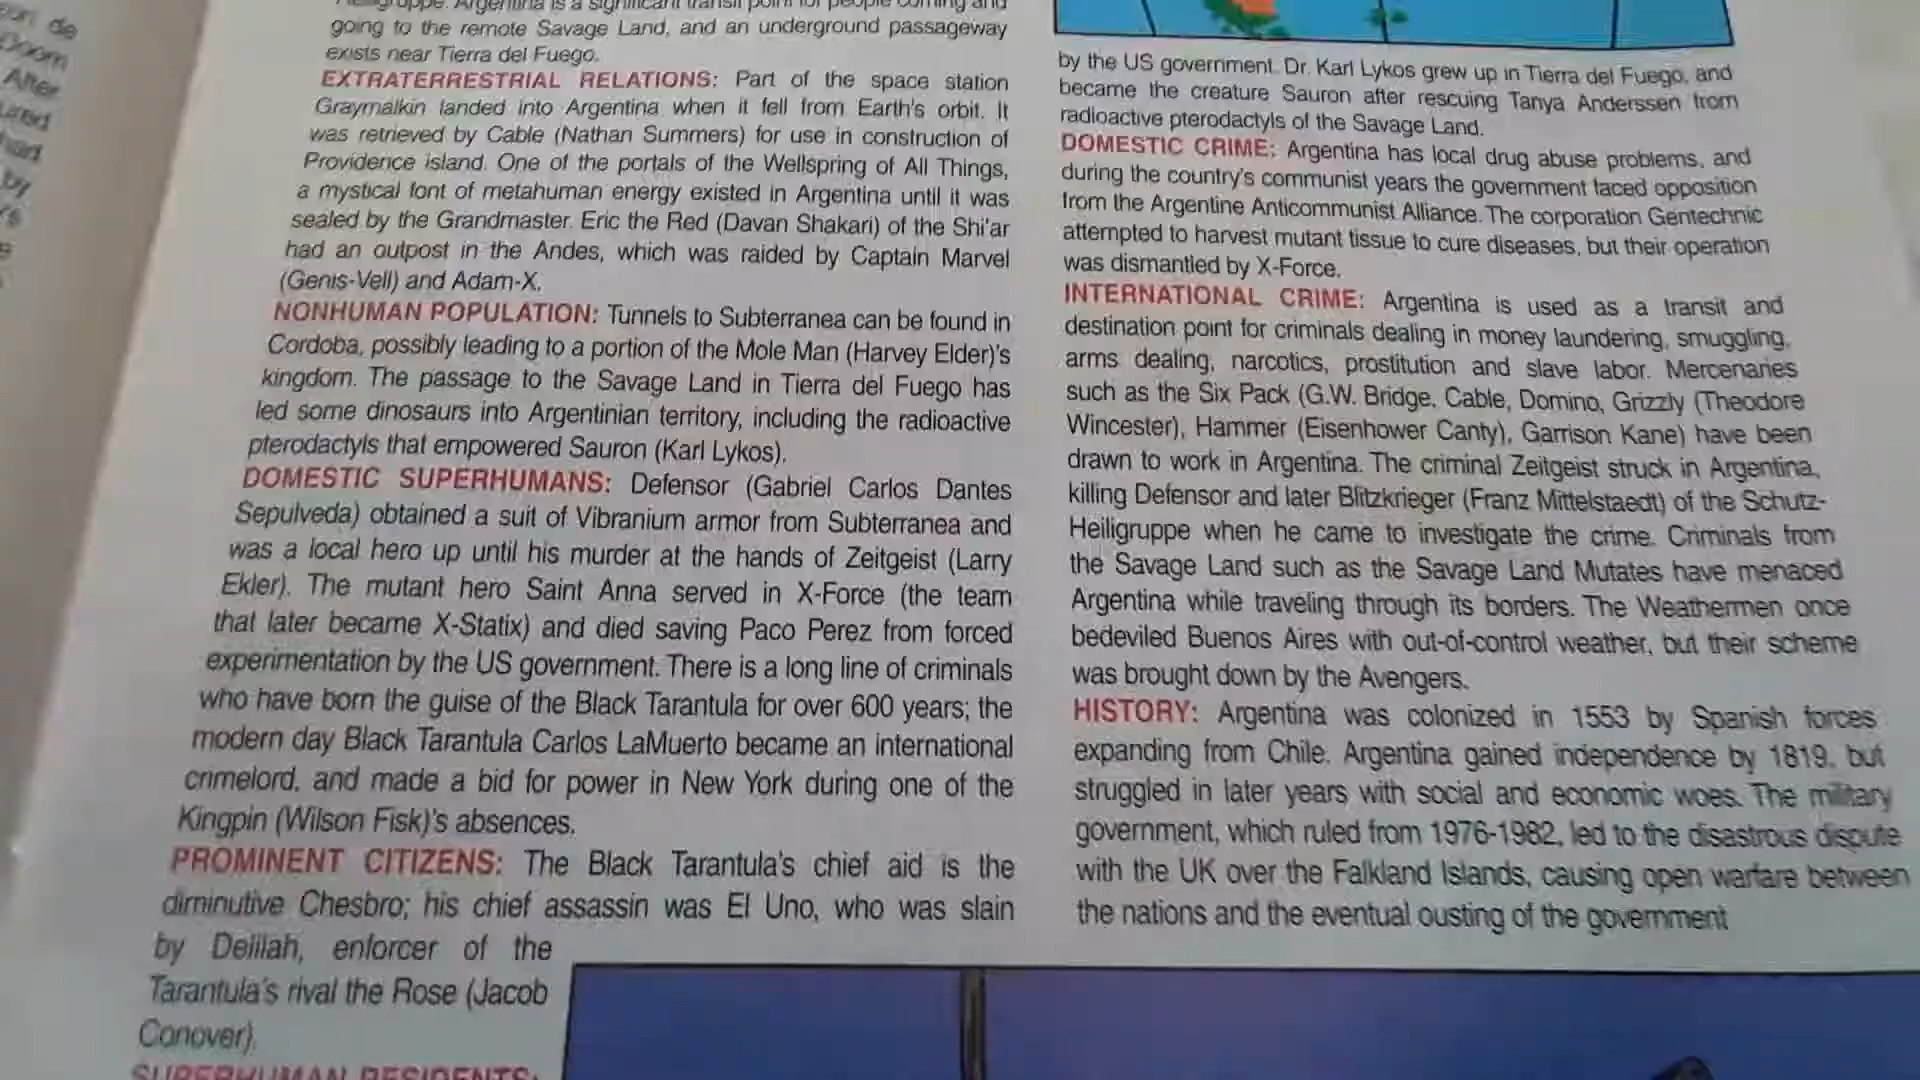 Argentina is a significant transit point for people coming and
going to the remote Savage Land, and an underground passageway
exists near Tierra del Fuego.
EXTRATERRESTRIAL RELATIONS: Part of the space station
Graymalkin landed into Argentina when it fell from Earth's orbit. It
was retrieved by Cable (Nathan Summers) for use in construction of
Providence island. One of the portals of the Wellspring of All Things,
a mystical font of metahuman energy existed in Argentina until it was
sealed by the Grandmaster. Eric the Red (Davan Shakari) of the Shi'ar
had an outpost in the Andes, which was raided by Captain Marvel
(Genis-Vell) and Adam-X.
NONHUMAN POPULATION: Tunnels to Subterranea can be found in
Cordoba, possibly leading to a portion of the Mole Man (Harvey Elder)'s
kingdom. The passage to the Savage Land in Tierra del Fuego has
led some dinosaurs into Argentinian territory, including the radioactive
pterodactyls that empowered Sauron (Karl Lykos).
DOMESTIC SUPERHUMANS: Defensor (Gabriel Carlos Dantes
Sepulveda) obtained a suit of Vibranium armor from Subterranea and
was a local hero up until his murder at the hands of Zeitgeist (Larry
Ekler). The mutant hero Saint Anna served in X-Force (the team
that later became X-Statix) and died saving Paco Perez from forced
experimentation by the US government. There is a long line of criminals
who have born the guise of the Black Tarantula for over 600 years; the
modern day Black Tarantula Carlos LaMuerto became an international
crimelord, and made a bid for power in New York during one of the
Kingpin (Wilson Fisk)'s absences.
PROMINENT CITIZENS: The Black Tarantula's chief aid is the
diminutive Chesbro; his chief assassin was El Uno, who was slain
by Delilah, enforcer of the
Tarantula's rival the Rose (Jacob
Conover).
SUPERHUMAN RESIDENTS:
by the US government. Dr. Karl Lykos grew up in Tierra del Fuego, and
became the creature Sauron after rescuing Tanya Anderssen from
radioactive pterodactyls of the Savage Land.
DOMESTIC CRIME: Argentina has local drug abuse problems, and
during the country's communist years the government faced opposition
from the Argentine Anticommunist Alliance. The corporation Gentechnic
attempted to harvest mutant tissue to cure diseases, but their operation
was dismantled by X-Force.
INTERNATIONAL CRIME: Argentina is used as a transit and
destination point for criminals dealing in money laundering, smuggling,
arms dealing, narcotics, prostitution and slave labor. Mercenaries
such as the Six Pack (G.W. Bridge, Cable, Domino, Grizzly (Theodore
Wincester), Hammer (Eisenhower Canty), Garrison Kane) have been
drawn to work in Argentina. The criminal Zeitgeist struck in Argentina,
killing Defensor and later Blitzkrieger (Franz Mittelstaedt) of the Schutz-
Heiligruppe when he came to investigate the crime. Criminals from
the Savage Land such as the Savage Land Mutates have menaced
Argentina while traveling through its borders. The Weathermen once
bedeviled Buenos Aires with out-of-control weather, but their scheme
was brought down by the Avengers.
HISTORY: Argentina was colonized in 1553 by Spanish forces
expanding from Chile. Argentina gained independence by 1819, but
struggled in later years with social and economic woes. The military
government, which ruled from 1976-1982, led to the disastrous dispute
with the UK over the Falkland Islands, causing open warfare between
the nations and the eventual ousting of the government